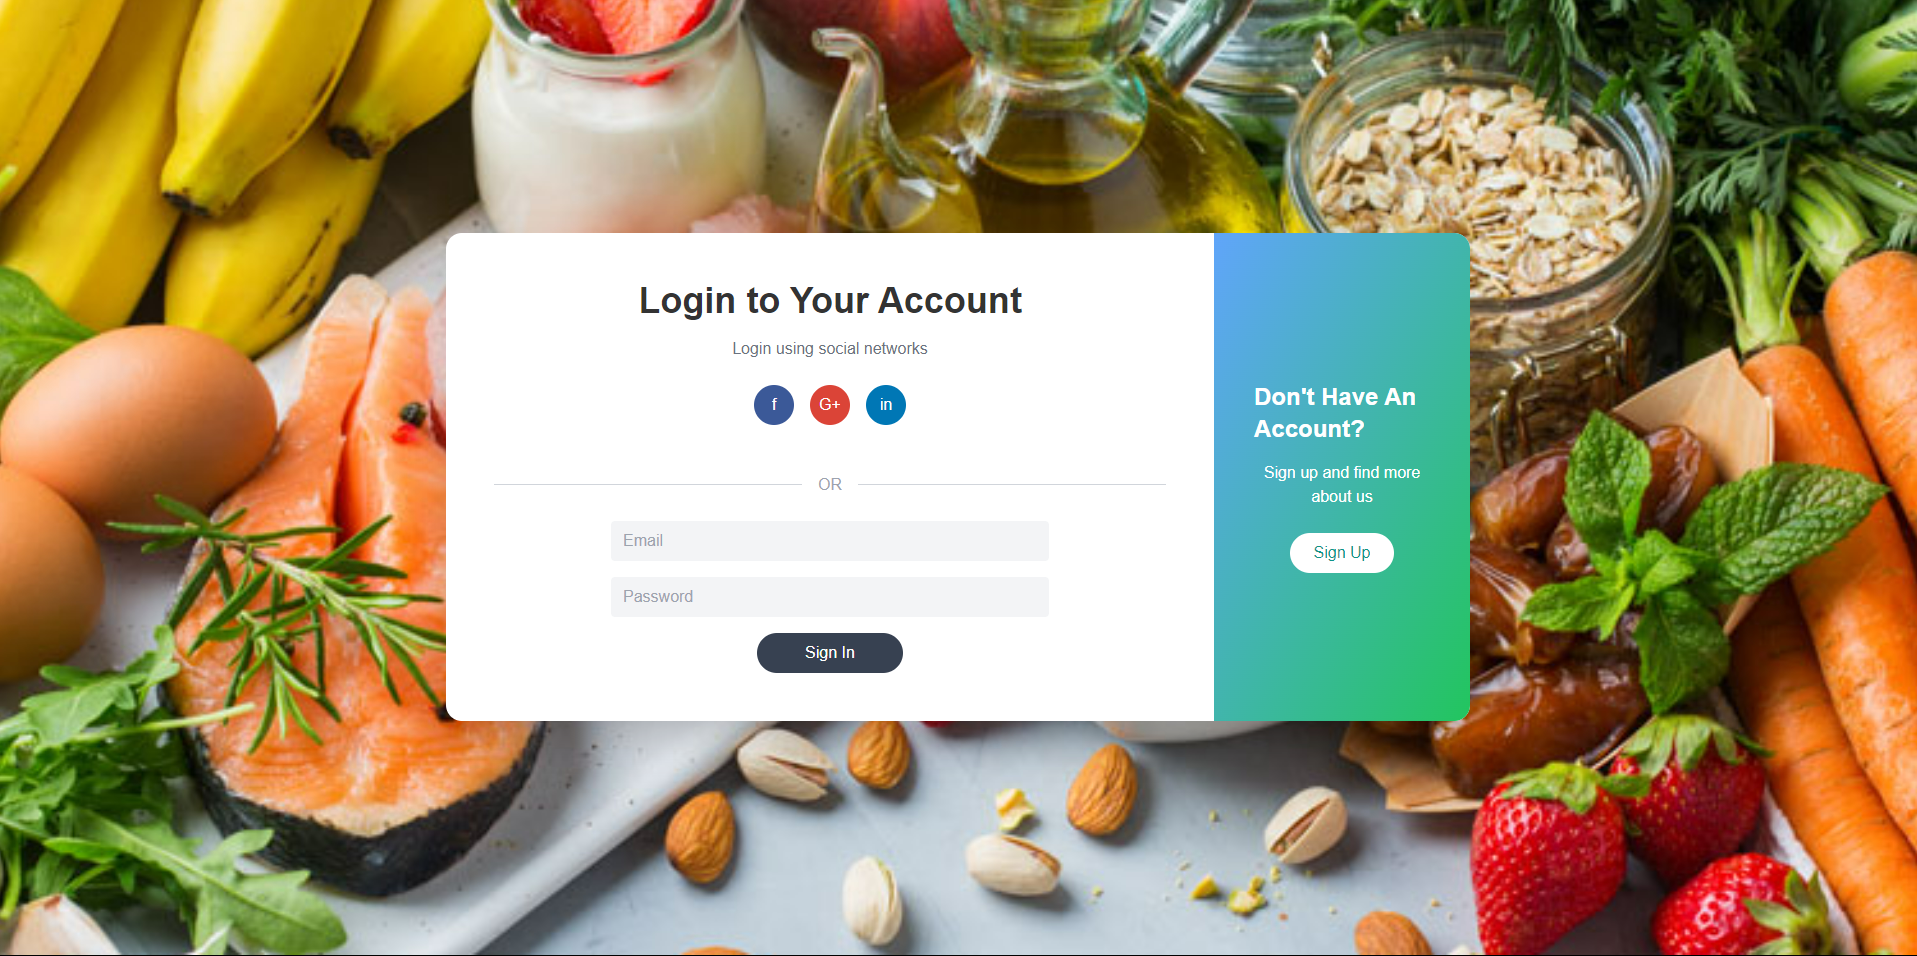 Login to Your Account
Login using social networks
f G+ in
OR
Email
Password
Sign In
Don't Have An
Account?
Sign up and find more
about us
Sign Up